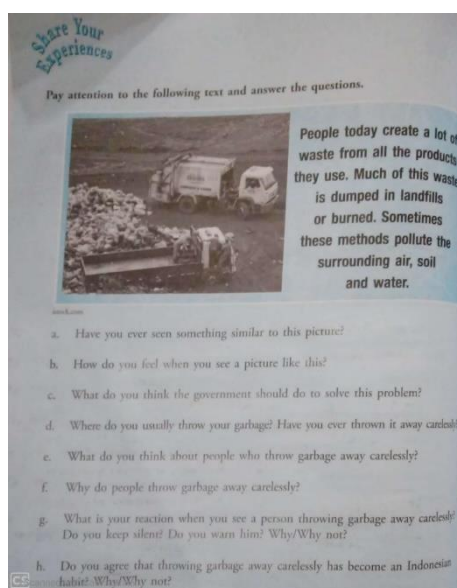 Share Your
Experiences
Pay attention to the following text and answer the questions.
People today create a lot of
waste from all the products
they use. Much of this waste
is dumped in landfills
or burned. Sometimes
these methods pollute the
surrounding air, soil
and water.
a. Have you ever seen something similar to this picture?
b. How do you feel when you see a picture like this?
c. What do you think the government should do to solve this problem?
d. Where do you usually throw your garbage? Have you ever thrown it away carelessly
e. What do you think about people who throw garbage away carelessly?
f. Why do people throw garbage away carelessly?
g. What is your reaction when you see a person throwing garbage away carelessly
Do you keep silent? Do you warn him? Why/Why not?
h. Do you agree that throwing garbage away carelessly has become an Indonesian
habit? Why/Why not?
CS